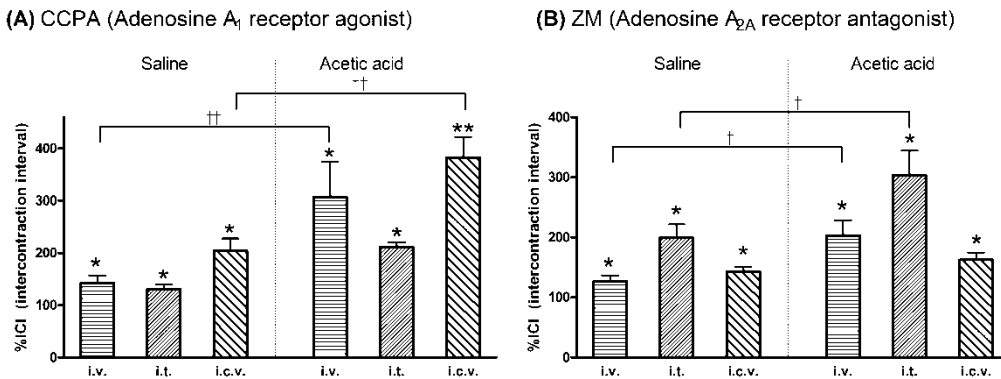 (A) CCPA (Adenosine A1 receptor agonist)
Saline Acetic acid
††
††
* * * * * **
%ICI (intercontraction interval)
400
300
200
100
0
i.v. i.t. i.c.v. i.v. i.t. i.c.v.
(B) ZM (Adenosine A2A receptor antagonist)
Saline Acetic acid
†
†
* * * * * *
%ICI (intercontraction interval)
400
300
200
100
0
i.v. i.t. i.c.v. i.v. i.t. i.c.v.